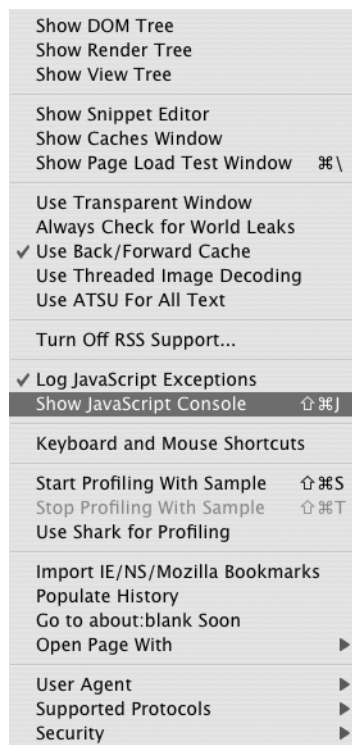 Show DOM Tree
Show Render Tree
Show View Tree
Show Snippet Editor
Show Caches Window
Show Page Load Test Window ⌘\
Use Transparent Window
Always Check for World Leaks
✓ Use Back/Forward Cache
Use Threaded Image Decoding
Use ATSU For All Text
Turn Off RSS Support...
✓ Log JavaScript Exceptions
Show JavaScript Console ⇧⌘J
Keyboard and Mouse Shortcuts
Start Profiling With Sample ⇧⌘S
Stop Profiling With Sample ⇧⌘T
Use Shark for Profiling
Import IE/NS/Mozilla Bookmarks
Populate History
Go to about:blank Soon
Open Page With ▶
User Agent ▶
Supported Protocols ▶
Security ▶